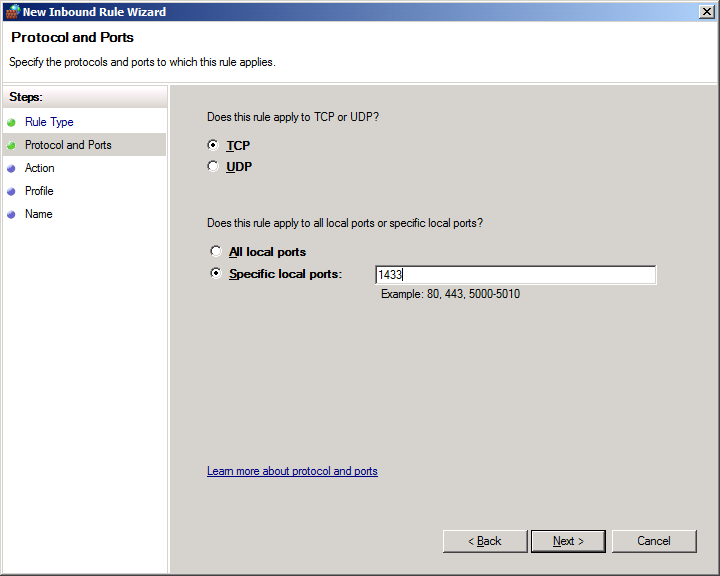 New Inbound Rule Wizard
Protocol and Ports
Specify the protocols and ports to which this rule applies.
Steps:
Rule Type
Protocol and Ports
Action
Profile
Name
Does this rule apply to TCP or UDP?
TCP
UDP
Does this rule apply to all local ports or specific local ports?
All local ports
Specific local ports: 1433
Example: 80, 443, 5000-5010
Learn more about protocol and ports
< Back Next > Cancel